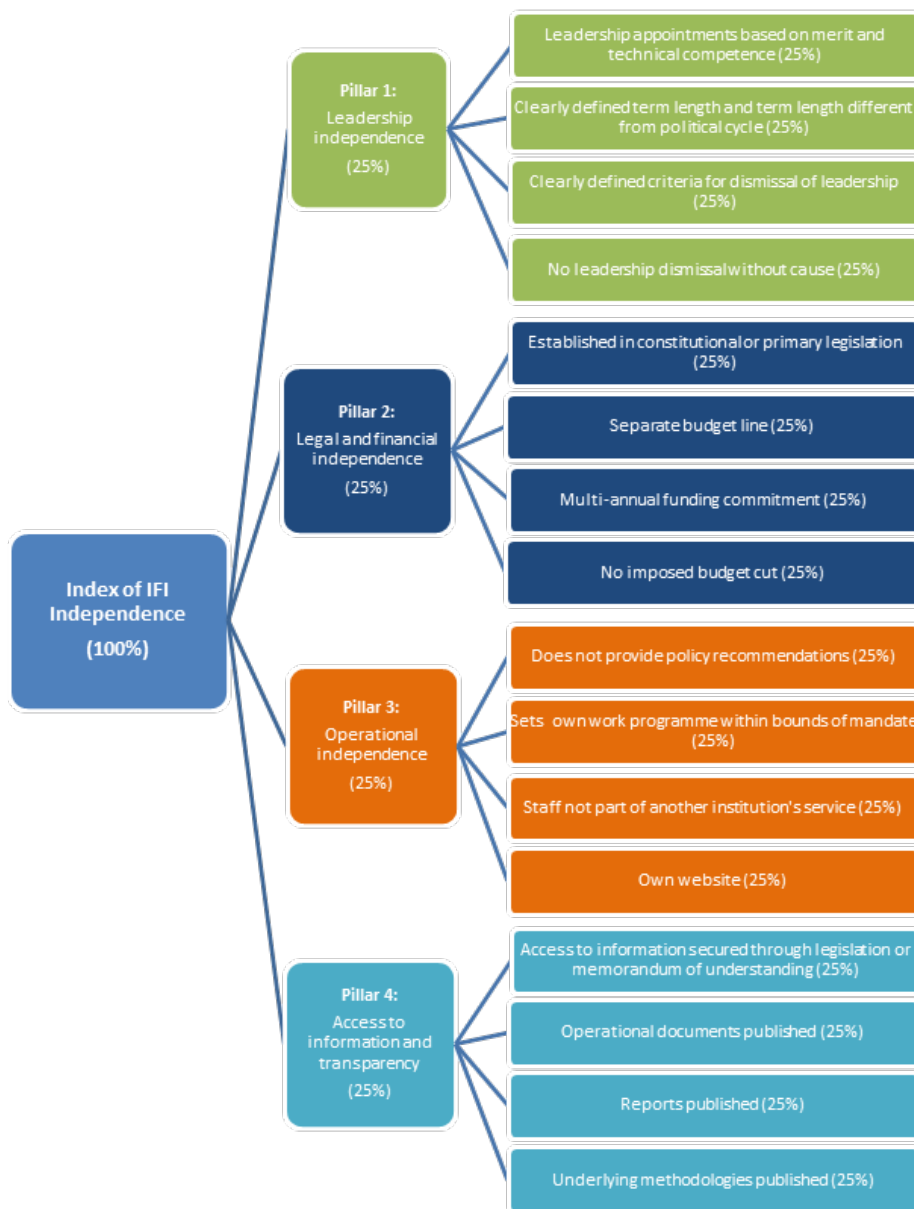 Index of IFI
Independence
(100%)
Pillar 1:
Leadership
independence
(25%)
Leadership appointments based on merit and
technical competence (25%)
Clearly defined term length and term length different
from political cycle (25%)
Clearly defined criteria for dismissal of leadership
(25%)
No leadership dismissal without cause (25%)
Pillar 2:
Legal and financial
independence
(25%)
Established in constitutional or primary legislation
(25%)
Separate budget line (25%)
Multi-annual funding commitment (25%)
No imposed budget cut (25%)
Pillar 3:
Operational
independence
(25%)
Does not provide policy recommendations (25%)
Sets own work programme within bounds of mandate
(25%)
Staff not part of another institution's service (25%)
Own website (25%)
Pillar 4:
Access to
information and
transparency
(25%)
Access to information secured through legislation or
memorandum of understanding (25%)
Operational documents published (25%)
Reports published (25%)
Underlying methodologies published (25%)